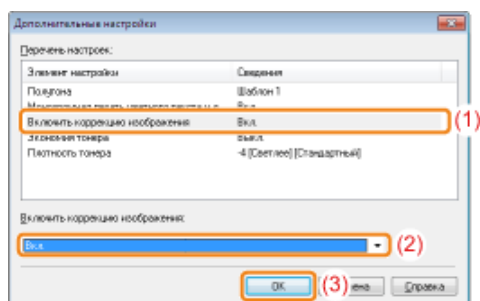 Дополнительные настройки
Перечень настроек:
Элемент настройки Сведения
Полутона Шаблон 1
Вкл.
Включить коррекцию изображения Вкл. (1)
Экономия тонера Выкл.
Плотность тонера -4 [Светлее] [Стандартный]
Включить коррекцию изображения:
Вкл. (2)
OK (3) ена Справка